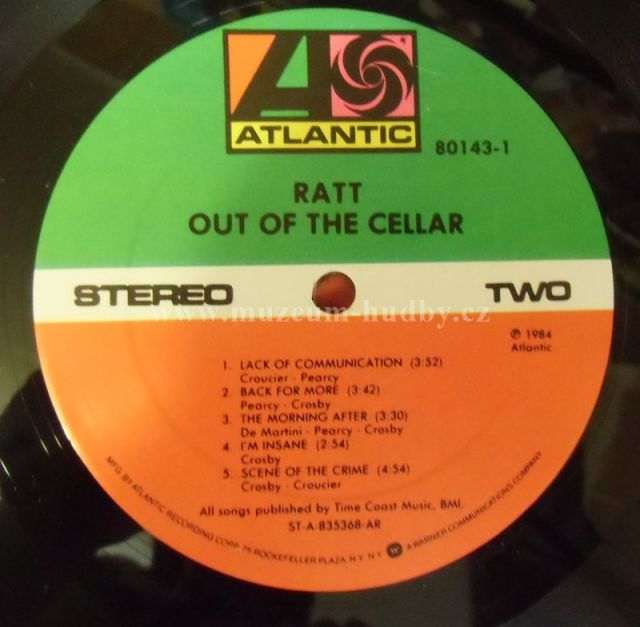 ATLANTIC
80143-1
RATT
OUT OF THE CELLAR
STEREO
TWO
www.muzeum-hudby.cz
℗ 1984
Atlantic
1. LACK OF COMMUNICATION (3:52)
Croucier - Pearcy
2. BACK FOR MORE (3:42)
Pearcy - Crosby
3. THE MORNING AFTER (3:30)
De Martini - Pearcy - Crosby
4. I'M INSANE (2:54)
Crosby
5. SCENE OF THE CRIME (4:54)
Crosby - Croucier
All songs published by Time Coast Music, BMI.
ST-A-835368-AR
MFG. BY ATLANTIC RECORDING CORP. 75 ROCKEFELLER PLAZA. N.Y. N.Y. W A WARNER COMMUNICATIONS COMPANY